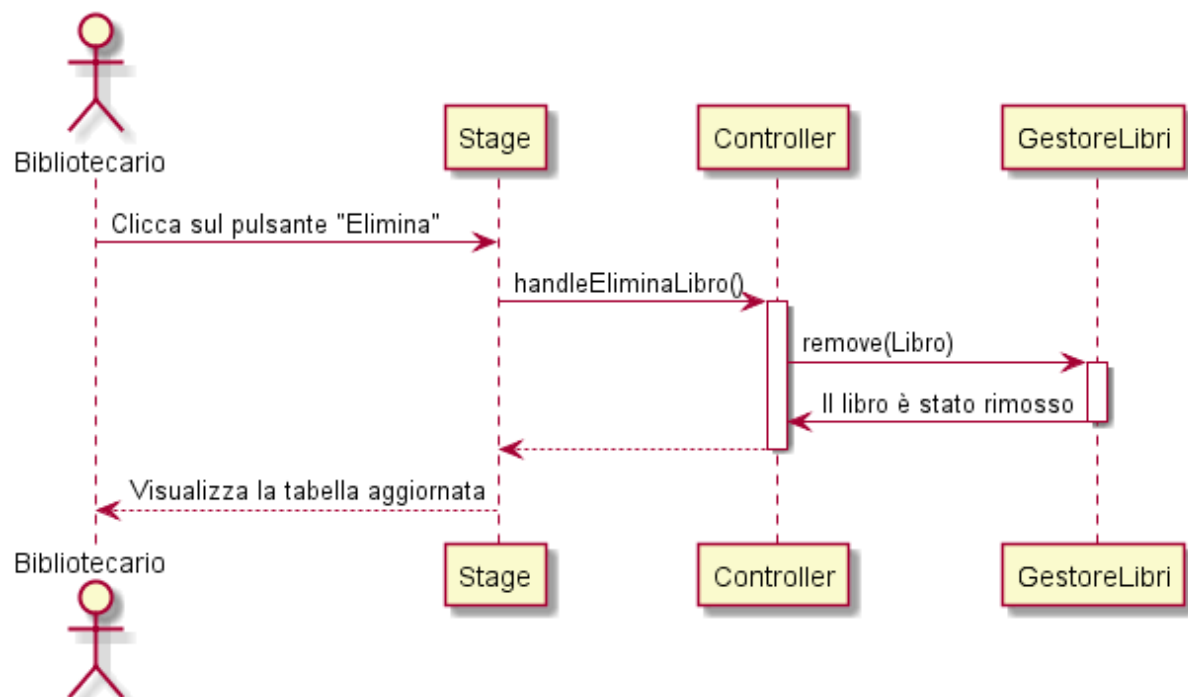 Bibliotecario
Stage
Controller
GestoreLibri
Clicca sul pulsante "Elimina"
handleEliminaLibro()
remove(Libro)
Il libro è stato rimosso
Visualizza la tabella aggiornata
Bibliotecario
Stage
Controller
GestoreLibri